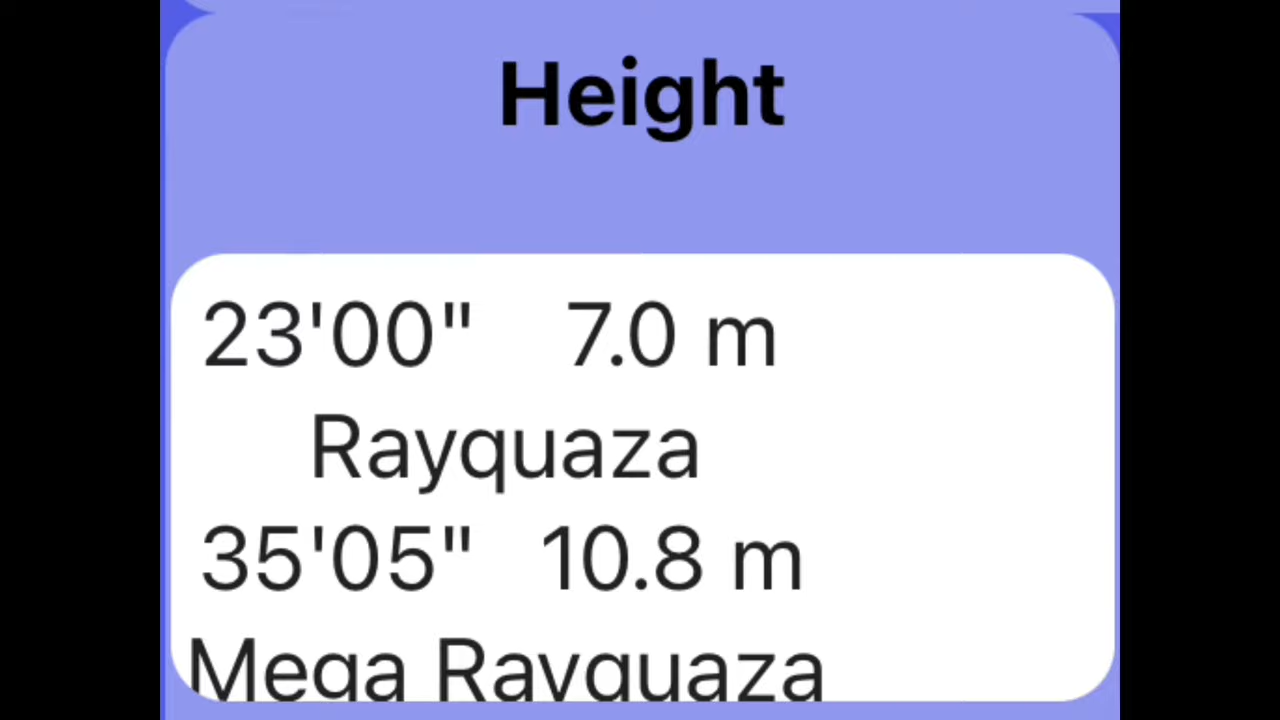 Height
23'00" 7.0 m
Rayquaza
35'05" 10.8 m
Mega Rayquaza